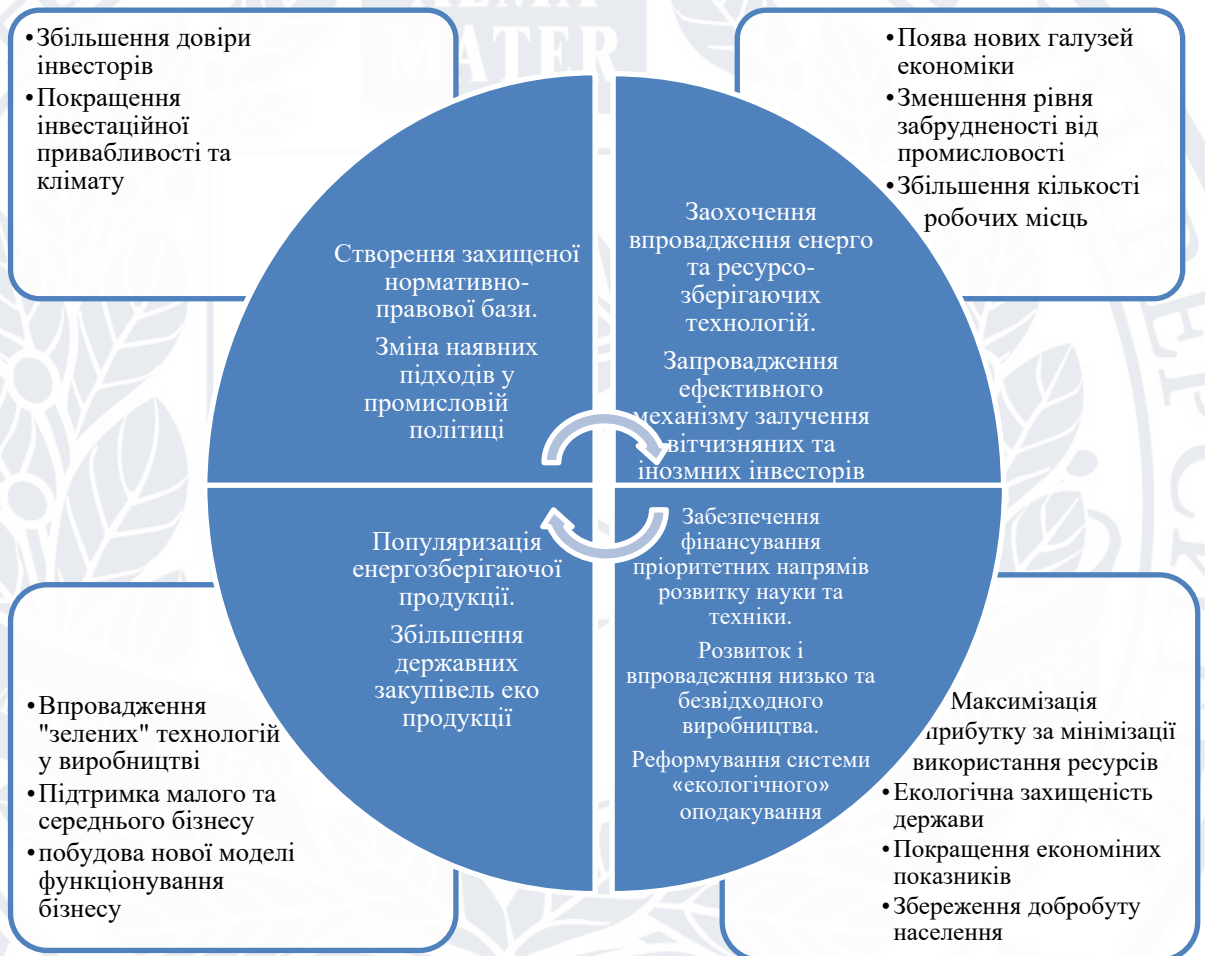 •Збільшення довіри
інвесторів
•Покращення
інвестаційної
привабливості та
клімату
•Поява нових галузей
економіки
•Зменшення рівня
забрудненості від
промисловості
•Збільшення кількості
робочих місць
Створення захищеної
нормативно-
правової бази.
Зміна наявних
підходів у
промисловій
політиці
Заохочення
впровадження енерго
та ресурсо-
зберігаючих
технологій.
Запровадження
ефективного
механізму залучення
вітчизняних та
інозмних інвесторів
Популяризація
енергозберігаючої
продукції.
Збільшення
державних
закупівель еко
продукції
Забезпечення
фінансування
пріоритетних напрямів
розвитку науки та
техніки.
Розвиток і
впровадежння низько та
безвідходного
виробництва.
Реформування системи
«екологічного»
оподакування
•Впровадження
"зелених" технологій
у виробництві
•Підтримка малого та
середнього бізнесу
•побудова нової моделі
функціонування
бізнесу
Максимізація
прибутку за мінімізації
використання ресурсів
•Екологічна захищеність
держави
•Покращення економіних
показників
•Збереження добробуту
населення
MATER